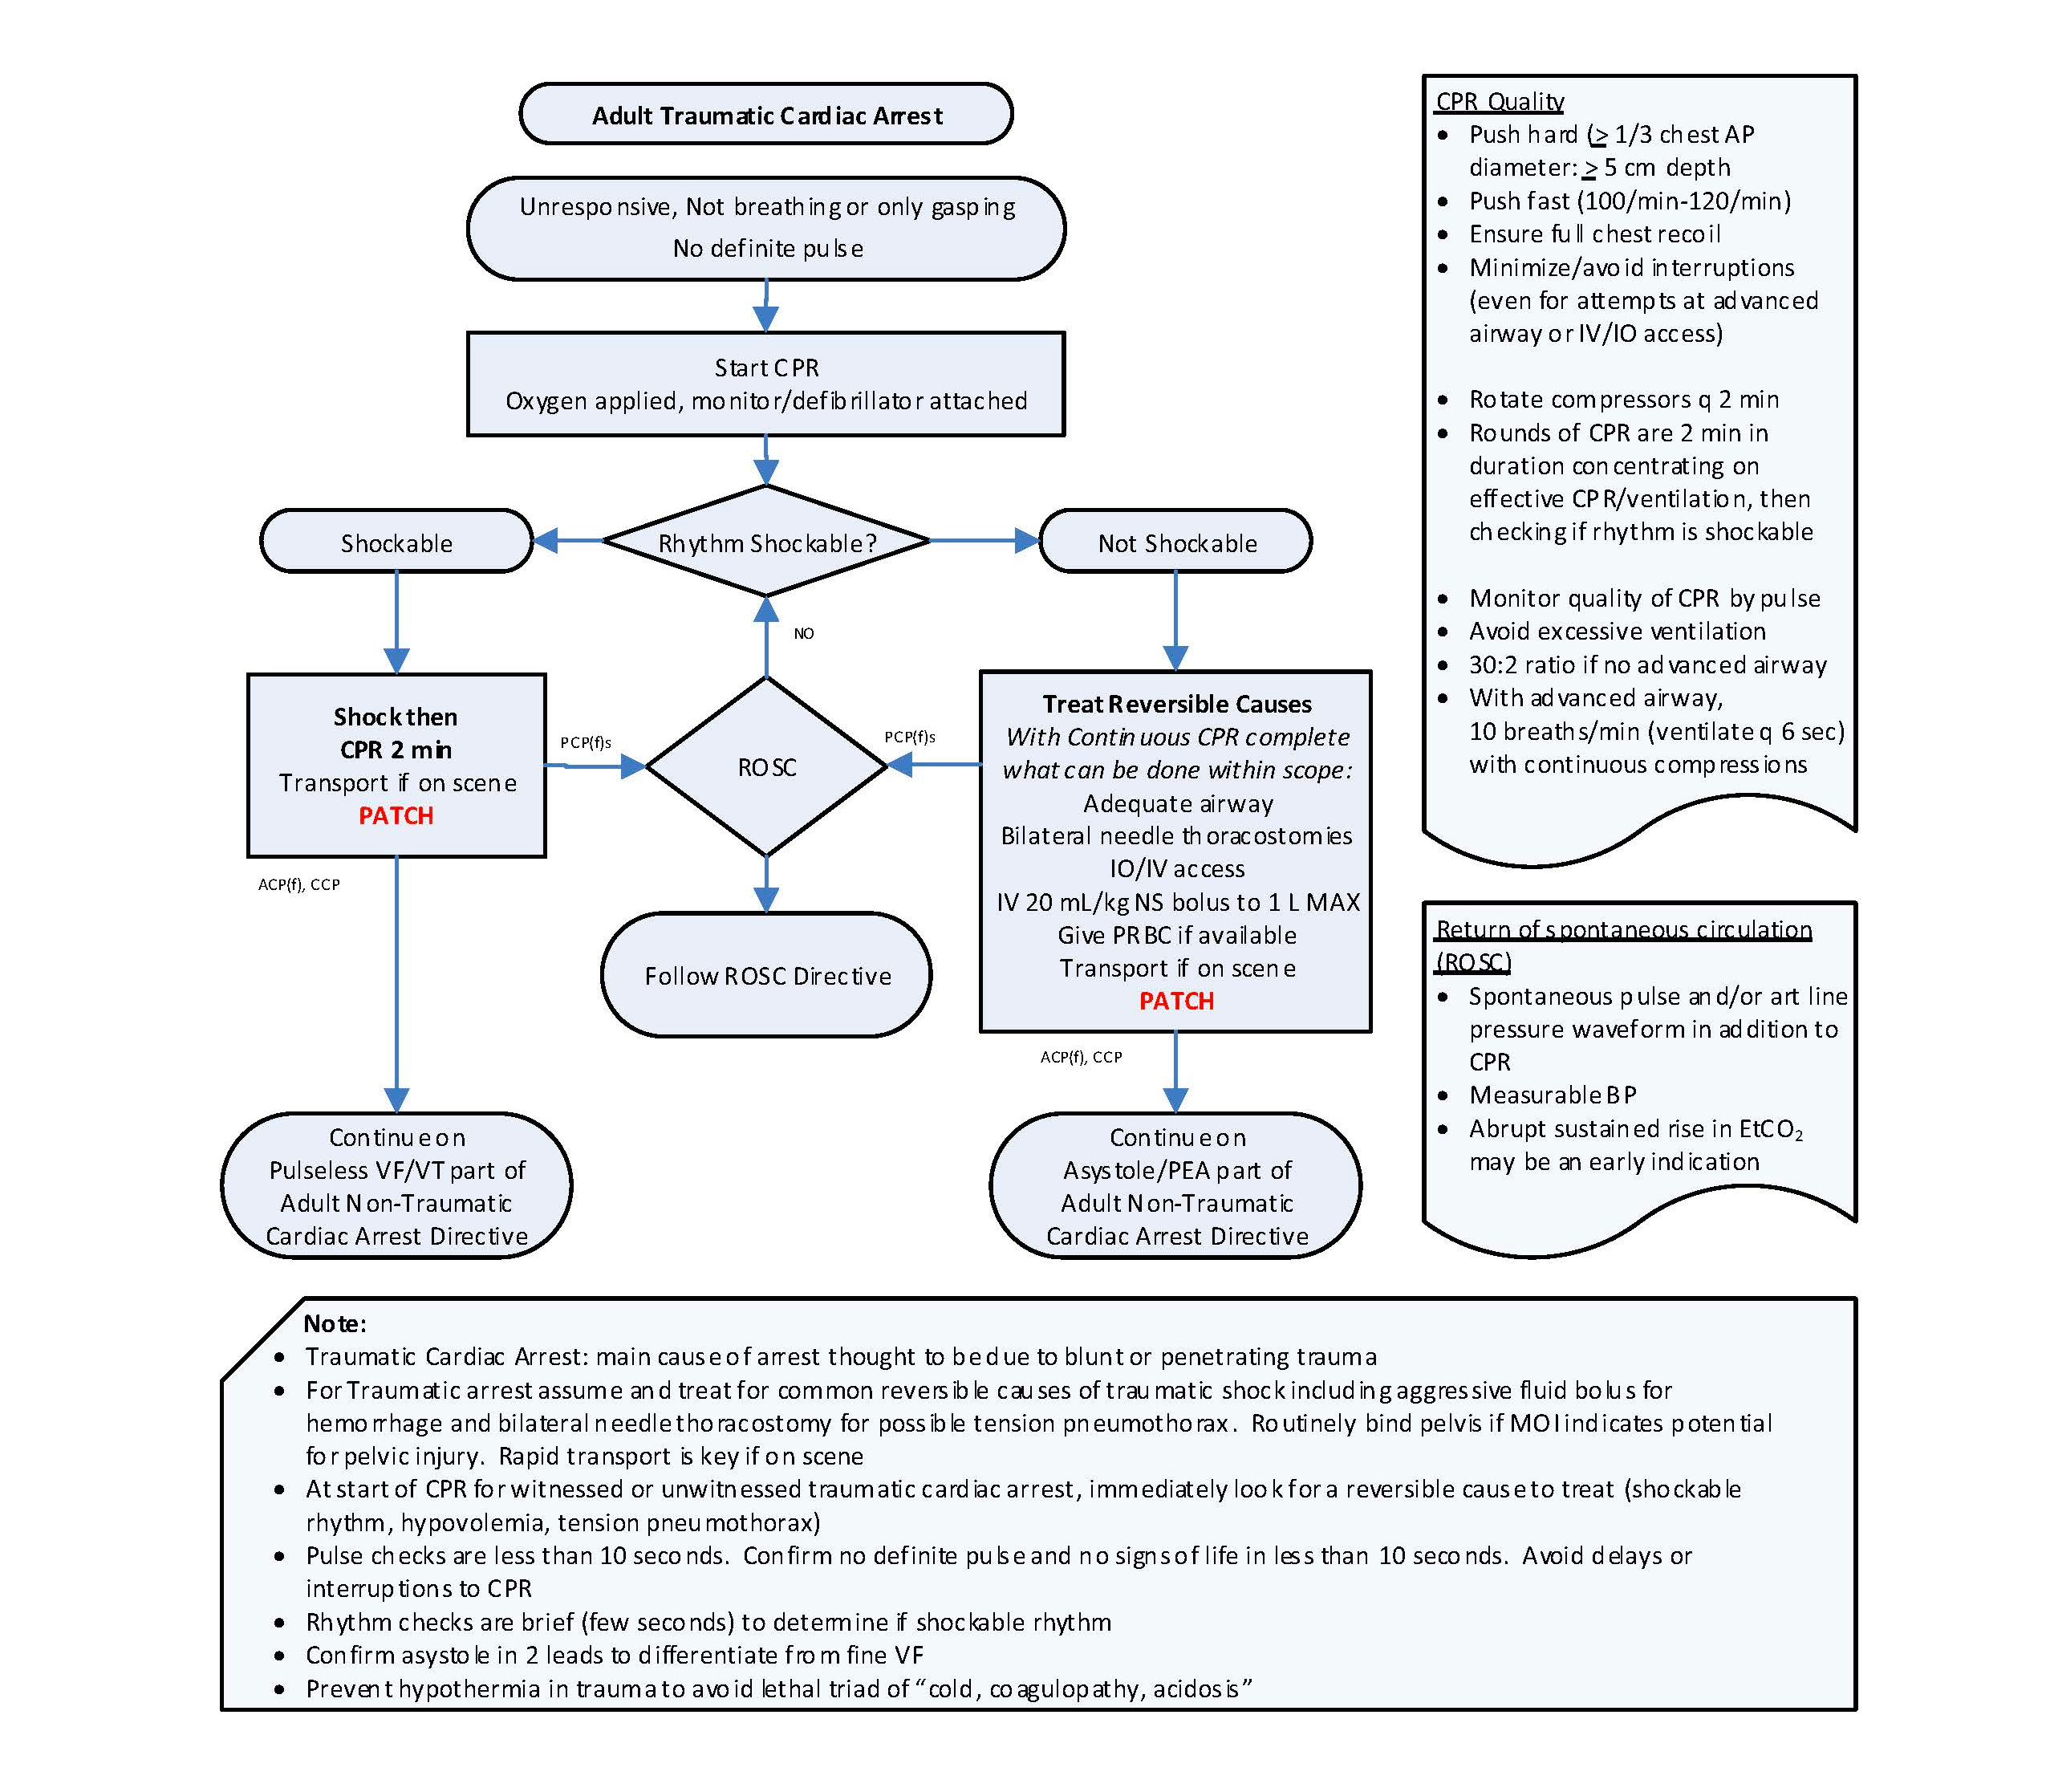 Adult Traumatic Cardiac Arrest
Unresponsive, Not breathing or only gasping
No definite pulse
Start CPR
Oxygen applied, monitor/defibrillator attached
Shockable
Rhythm Shockable?
Not Shockable
NO
Shock then
CPR 2 min
Transport if on scene
PATCH
PCP(f)s
ROSC
PCP(f)s
Treat Reversible Causes
With Continuous CPR complete
what can be done within scope:
Adequate airway
Bilateral needle thoracostomies
IO/IV access
IV 20 mL/kg NS bolus to 1 L MAX
Give PRBC if available
Transport if on scene
PATCH
ACP(f), CCP
Follow ROSC Directive
ACP(f), CCP
Continue on
Pulseless VF/VT part of
Adult Non-Traumatic
Cardiac Arrest Directive
Continue on
Asystole/PEA part of
Adult Non-Traumatic
Cardiac Arrest Directive
CPR Quality
• Push hard (≥ 1/3 chest AP
diameter: ≥ 5 cm depth
• Push fast (100/min-120/min)
• Ensure full chest recoil
• Minimize/avoid interruptions
(even for attempts at advanced
airway or IV/IO access)
• Rotate compressors q 2 min
• Rounds of CPR are 2 min in
duration concentrating on
effective CPR/ventilation, then
checking if rhythm is shockable
• Monitor quality of CPR by pulse
• Avoid excessive ventilation
• 30:2 ratio if no advanced airway
• With advanced airway,
10 breaths/min (ventilate q 6 sec)
with continuous compressions
Return of spontaneous circulation
(ROSC)
• Spontaneous pulse and/or art line
pressure waveform in addition to
CPR
• Measurable BP
• Abrupt sustained rise in EtCO₂
may be an early indication
Note:
• Traumatic Cardiac Arrest: main cause of arrest thought to be due to blunt or penetrating trauma
• For Traumatic arrest assume and treat for common reversible causes of traumatic shock including aggressive fluid bolus for
hemorrhage and bilateral needle thoracostomy for possible tension pneumothorax. Routinely bind pelvis if MOI indicates potential
for pelvic injury. Rapid transport is key if on scene
• At start of CPR for witnessed or unwitnessed traumatic cardiac arrest, immediately look for a reversible cause to treat (shockable
rhythm, hypovolemia, tension pneumothorax)
• Pulse checks are less than 10 seconds. Confirm no definite pulse and no signs of life in less than 10 seconds. Avoid delays or
interruptions to CPR
• Rhythm checks are brief (few seconds) to determine if shockable rhythm
• Confirm asystole in 2 leads to differentiate from fine VF
• Prevent hypothermia in trauma to avoid lethal triad of “cold, coagulopathy, acidosis”